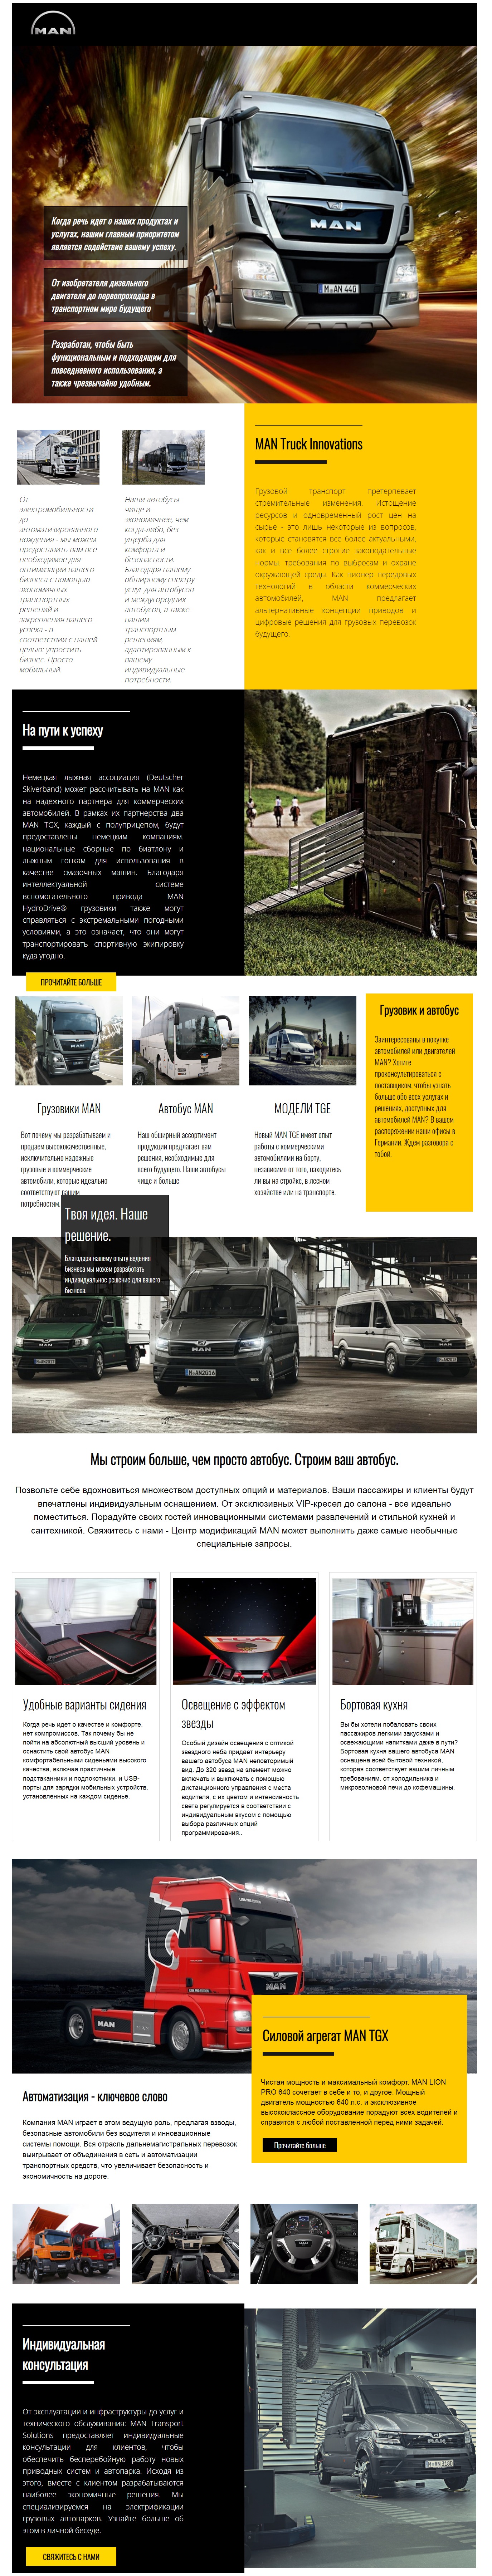 MAN
Когда речь идет о наших продуктах и
услугах, нашим главным приоритетом
является содействие вашему успеху.
От изобретателя дизельного
двигателя до первопроходца в
транспортном мире будущего
Разработан, чтобы быть
функциональным и подходящим для
повседневного использования, а
также чрезвычайно удобным.
MAN
M AN 440
От
электромобильности
до
автоматизированного
вождения - мы можем
предоставить вам все
необходимое для
оптимизации вашего
бизнеса с помощью
экономичных
транспортных
решений и
закрепления вашего
успеха - в
соответствии с нашей
целью: упростить
бизнес. Просто
мобильный.
Наши автобусы
чище и
экономичнее, чем
когда-либо, без
ущерба для
комфорта и
безопасности.
Благодаря нашему
обширному спектру
услуг для автобусов
и междугородних
автобусов, а также
нашим
транспортным
решениям,
адаптированным к
вашему
индивидуальные
потребности.
MAN Truck Innovations
Грузовой транспорт претерпевает
стремительные изменения. Истощение
ресурсов и одновременный рост цен на
сырье - это лишь некоторые из вопросов,
которые становятся все более актуальными,
как и все более строгие законодательные
нормы. требования по выбросам и охране
окружающей среды. Как пионер передовых
технологий в области коммерческих
автомобилей, MAN предлагает
альтернативные концепции приводов и
цифровые решения для грузовых перевозок
будущего.
На пути к успеху
Немецкая лыжная ассоциация (Deutscher
Skiverband) может рассчитывать на MAN как
на надежного партнера для коммерческих
автомобилей. В рамках их партнерства два
MAN TGX, каждый с полуприцепом, будут
предоставлены немецким компаниям.
национальные сборные по биатлону и
лыжным гонкам для использования в
качестве смазочных машин. Благодаря
интеллектуальной системе
вспомогательного привода MAN
HydroDrive® грузовики также могут
справляться с экстремальными погодными
условиями, а это означает, что они могут
транспортировать спортивную экипировку
куда угодно.
ПРОЧИТАЙТЕ БОЛЬШЕ
Грузовики MAN
Вот почему мы разрабатываем и
продаем высококачественные,
исключительно надежные
грузовые и коммерческие
автомобили, которые идеально
соответствуют вашим
потребностям.
Автобус MAN
Наш обширный ассортимент
продукции предлагает вам
решения, необходимые для
всего будущего. Наши автобусы
чище и больше
МОДЕЛИ TGE
Новый MAN TGE имеет опыт
работы с коммерческими
автомобилями на борту,
независимо от того, находитесь
ли вы на стройке, в лесном
хозяйстве или на транспорте.
Грузовик и автобус
Заинтересованы в покупке
автомобилей или двигателей
MAN? Хотите
проконсультироваться с
поставщиком, чтобы узнать
больше обо всех услугах и
решениях, доступных для
автомобилей MAN? В вашем
распоряжении наши офисы в
Германии. Ждем разговора с
тобой.
Твоя идея. Наше
решение.
Благодаря нашему опыту ведения
бизнеса мы можем разработать
индивидуальное решение для вашего
бизнеса.
Мы строим больше, чем просто автобус. Строим ваш автобус.
Позвольте себе вдохновиться множеством доступных опций и материалов. Ваши пассажиры и клиенты будут
впечатлены индивидуальным оснащением. От эксклюзивных VIP-кресел до салона - все идеально
поместиться. Порадуйте своих гостей инновационными системами развлечений и стильной кухней и
сантехникой. Свяжитесь с нами - Центр модификаций MAN может выполнить даже самые необычные
специальные запросы.
Удобные варианты сидения
Когда речь идет о качестве и комфорте,
нет компромиссов. Так почему бы не
пойти на абсолютный высший уровень и
оснастить свой автобус MAN
комфортабельными сиденьями высокого
качества, включая практичные
подстаканники и подлокотники. и USB-
порты для зарядки мобильных устройств,
установленных на каждом сиденье.
Освещение с эффектом
звезды
Особый дизайн освещения с оптикой
звездного неба придает интерьеру
вашего автобуса MAN неповторимый
вид. До 320 звезд на элемент можно
включать и выключать с помощью
дистанционного управления с места
водителя, с их цветом и интенсивность
света регулируется в соответствии с
индивидуальным вкусом с помощью
выбора различных опций
программирования..
Бортовая кухня
Вы бы хотели побаловать своих
пассажиров легкими закусками и
освежающими напитками даже в пути?
Бортовая кухня вашего автобуса MAN
оснащена всей бытовой техникой,
которая соответствует вашим личным
требованиям, от холодильника и
микроволновой печи до кофемашины.
Силовой агрегат MAN TGX
Чистая мощность и максимальный комфорт. MAN LION
PRO 640 сочетает в себе и то, и другое. Мощный
двигатель мощностью 640 л.с. и эксклюзивное
высококлассное оборудование порадуют всех водителей и
справятся с любой поставленной перед ними задачей.
Прочитайте больше
Автоматизация - ключевое слово
Компания MAN играет в этом ведущую роль, предлагая взводы,
безопасные автомобили без водителя и инновационные
системы помощи. Вся отрасль дальнемагистральных перевозок
выигрывает от объединения в сеть и автоматизации
транспортных средств, что увеличивает безопасность и
экономичность на дороге.
Индивидуальная
консультация
От эксплуатации и инфраструктуры до услуг и
технического обслуживания: MAN Transport
Solutions предоставляет индивидуальные
консультации для клиентов, чтобы
обеспечить бесперебойную работу новых
приводных систем и автопарка. Исходя из
этого, вместе с клиентом разрабатываются
наиболее экономичные решения. Мы
специализируемся на электрификации
грузовых автопарков. Узнайте больше об
этом в личной беседе.
СВЯЖИТЕСЬ С НАМИ